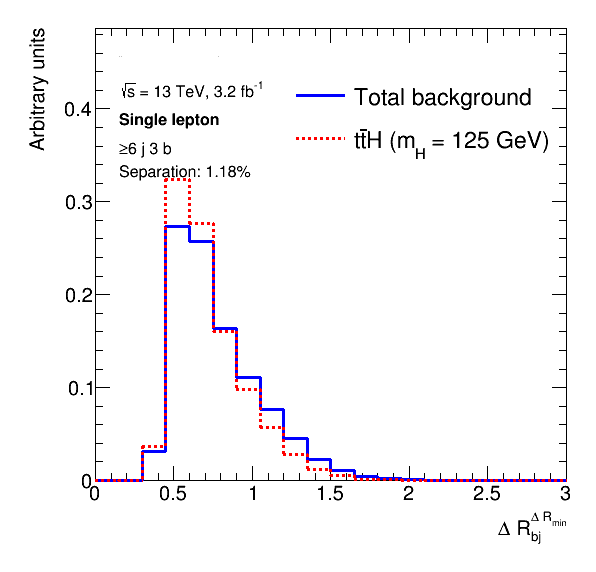 Arbitrary units
√s = 13 TeV, 3.2 fb⁻¹
Single lepton
≥6 j 3 b
Separation: 1.18%
Total background
tt̄H (m_H = 125 GeV)
0.4
0.3
0.2
0.1
0
0 0.5 1 1.5 2 2.5 3
Δ R_bj^Δ R_min